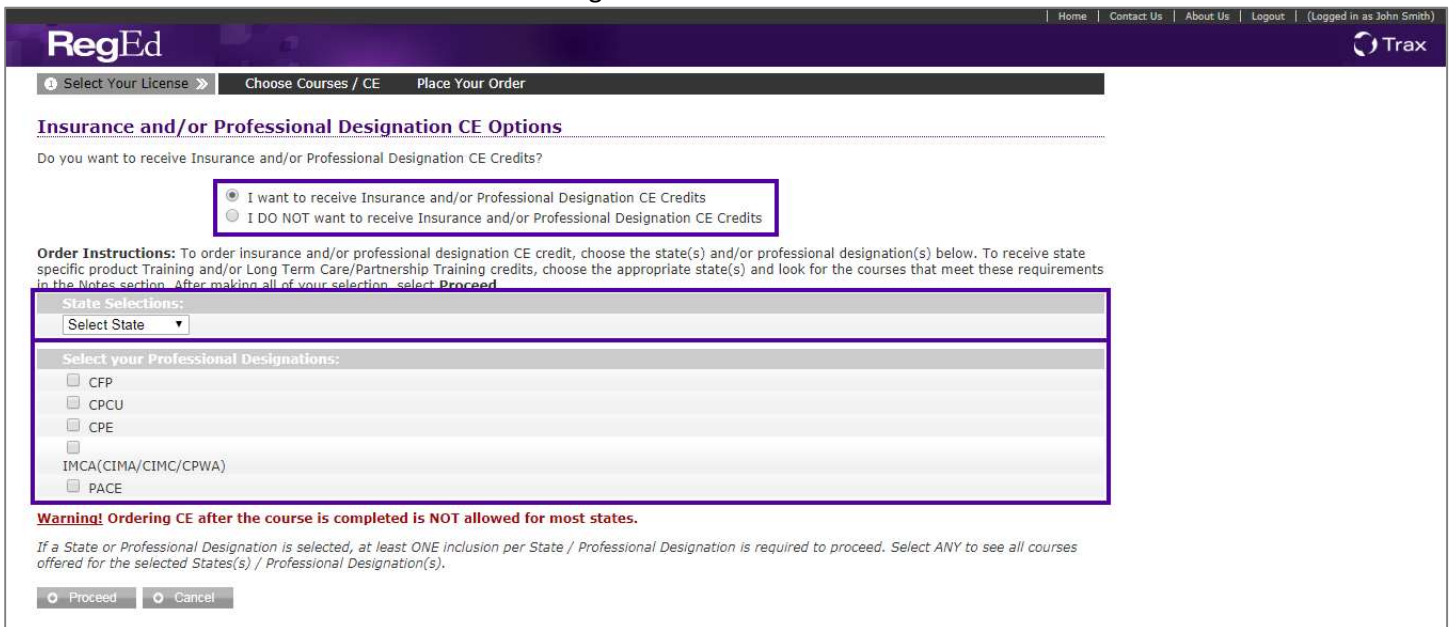 | Home | Contact Us | About Us | Logout | (Logged in as John Smith)
RegEd
Trax
1 Select Your License » Choose Courses / CE Place Your Order
Insurance and/or Professional Designation CE Options
Do you want to receive Insurance and/or Professional Designation CE Credits?
I want to receive Insurance and/or Professional Designation CE Credits
I DO NOT want to receive Insurance and/or Professional Designation CE Credits
Order Instructions: To order insurance and/or professional designation CE credit, choose the state(s) and/or professional designation(s) below. To receive state
specific product Training and/or Long Term Care/Partnership Training credits, choose the appropriate state(s) and look for the courses that meet these requirements
in the Notes section. After making all of your selection, select Proceed
State Selections:
Select State
Select your Professional Designations:
CFP
CPCU
CPE
IMCA(CIMA/CIMC/CPWA)
PACE
Warning! Ordering CE after the course is completed is NOT allowed for most states.
If a State or Professional Designation is selected, at least ONE inclusion per State / Professional Designation is required to proceed. Select ANY to see all courses
offered for the selected States(s) / Professional Designation(s).
Proceed Cancel